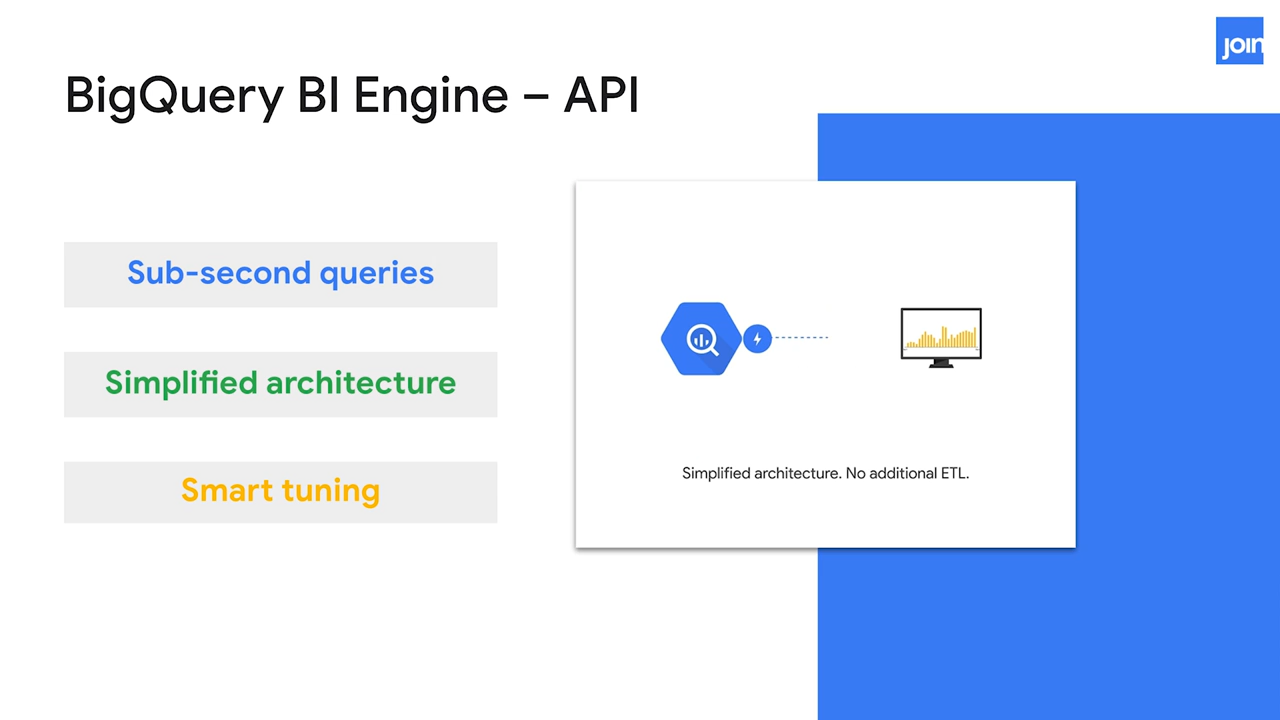 JOIN
BigQuery BI Engine – API
Sub-second queries
Simplified architecture
Smart tuning
Simplified architecture. No additional ETL.